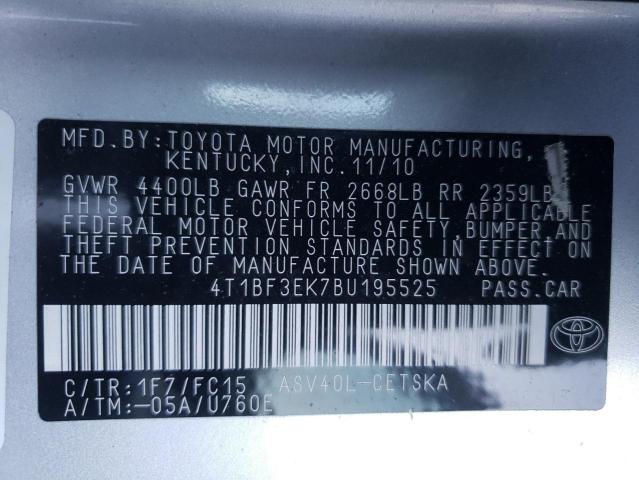 MFD.BY:TOYOTA MOTOR MANUFACTURING,
KENTUCKY,INC.11/10
GVWR 4400LB GAWR FR 2668LB RR 2359LB
THIS VEHICLE CONFORMS TO ALL APPLICABLE
FEDERAL MOTOR VEHICLE SAFETY,BUMPER,AND
THEFT PREVENTION STANDARDS IN EFFECT ON
THE DATE OF MANUFACTURE SHOWN ABOVE.
4T1BF3EK7BU195525 PASS.CAR
C/TR:1F7/FC15 ASV40L-CETSKA
A/TM:-05A/U760E
TOYOTA